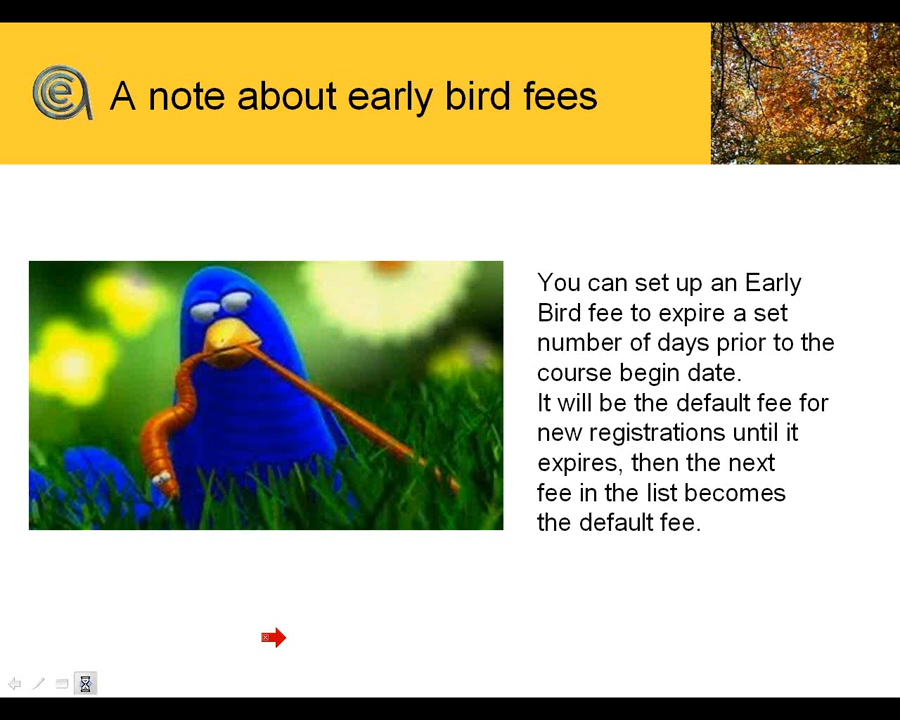 A note about early bird fees
You can set up an Early
Bird fee to expire a set
number of days prior to the
course begin date.
It will be the default fee for
new registrations until it
expires, then the next
fee in the list becomes
the default fee.